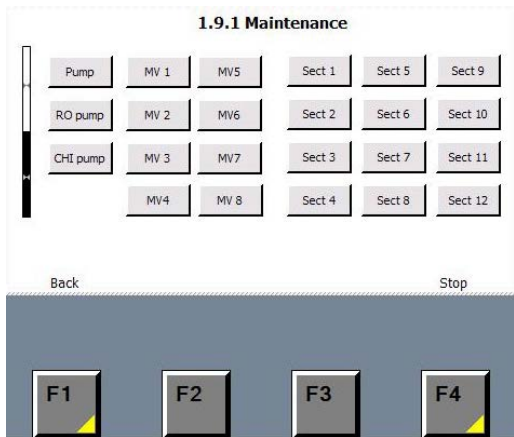 1.9.1 Maintenance
Pump MV 1 MV5 Sect 1 Sect 5 Sect 9
RO pump MV 2 MV6 Sect 2 Sect 6 Sect 10
CHI pump MV 3 MV7 Sect 3 Sect 7 Sect 11
MV4 MV 8 Sect 4 Sect 8 Sect 12
Back Stop
F1 F2 F3 F4